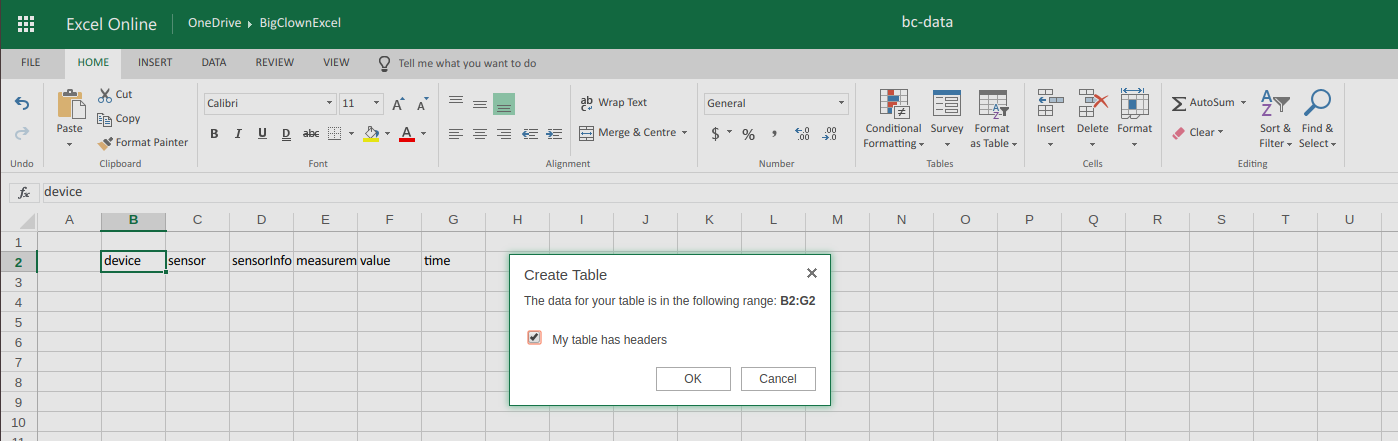 Excel Online OneDrive ▸ BigClownExcel bc-data
FILE HOME INSERT DATA REVIEW VIEW Tell me what you want to do
Cut
Copy
Format Painter
Paste
Undo Clipboard
Calibri 11 A A
B I U D abc A
Font
ab Wrap Text
Merge & Centre
Alignment
General
$ % , .00 .00
Number
Conditional Formatting
Survey
Format as Table
Tables
Insert Delete Format
Cells
Σ AutoSum
Clear
Sort & Filter
Find & Select
Editing
fx device
A B C D E F G H I J K L M N O P Q R S T U
1
2 device sensor sensorInfo measurem value time
3
4
5
6
7
8
9
10
11
Create Table
The data for your table is in the following range: B2:G2
My table has headers
OK Cancel